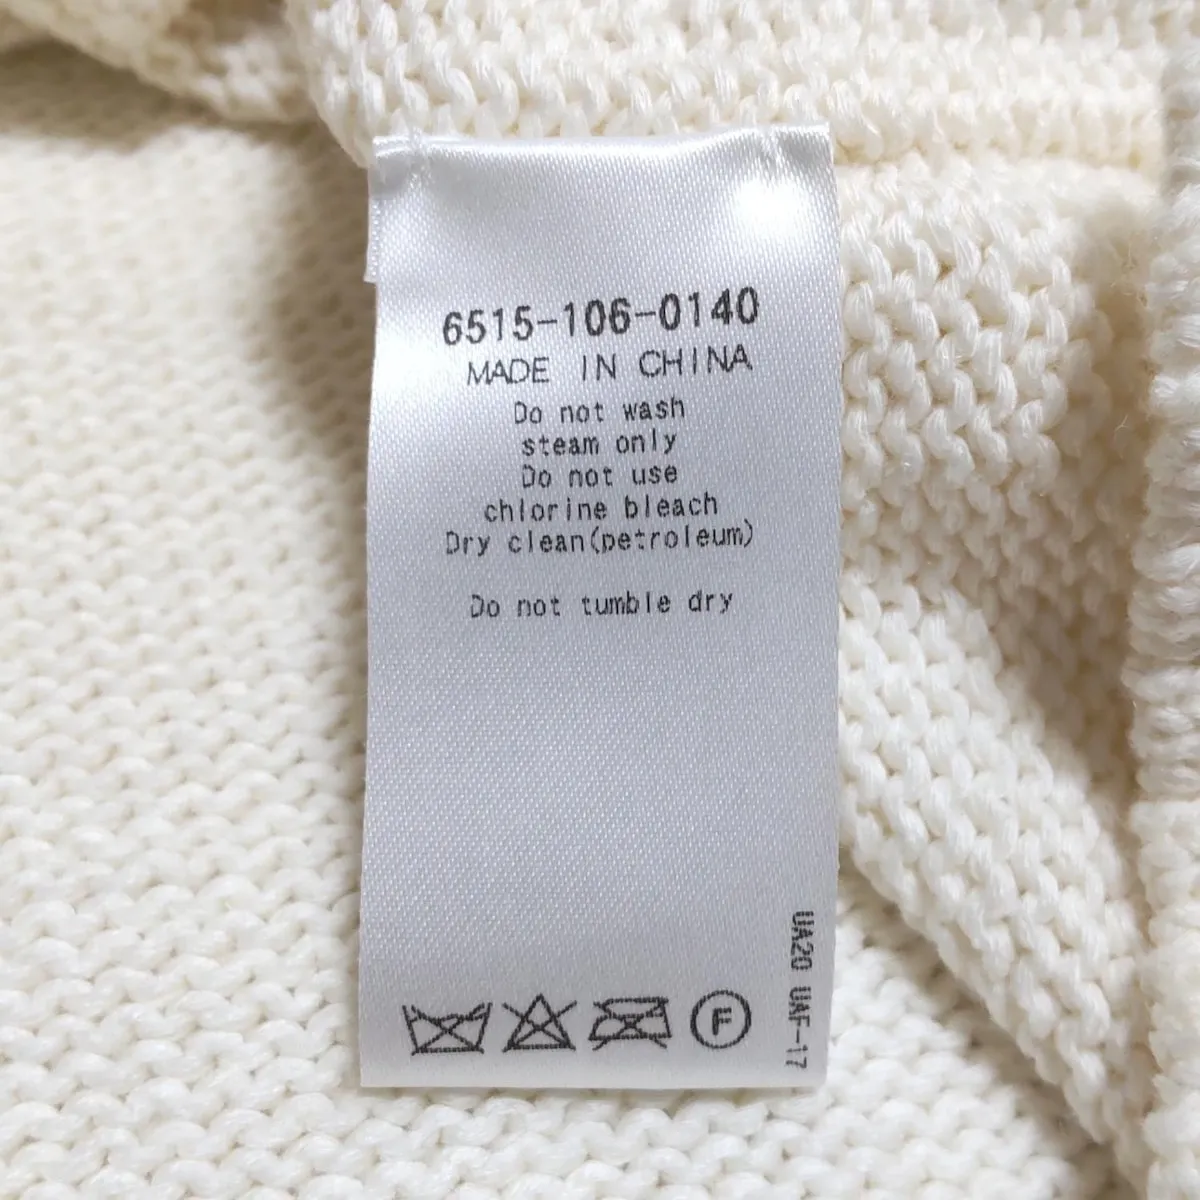 6515-106-0140
MADE IN CHINA
Do not wash
steam only
Do not use
chlorine bleach
Dry clean(petroleum)
Do not tumble dry
UA20 UAF-17
F